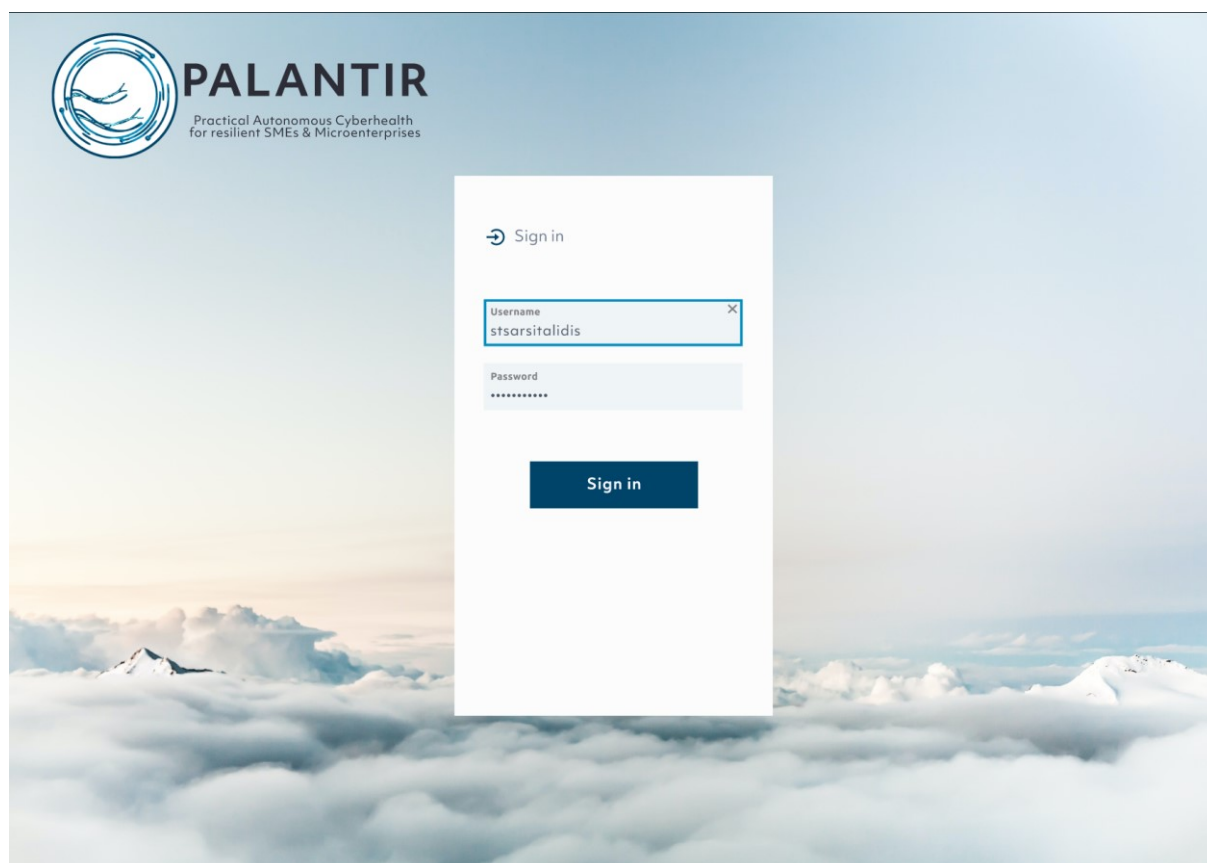 PALANTIR
Practical Autonomous Cyberhealth
for resilient SMEs & Microenterprises
Sign in
Username
stsarsitalidis
Password
•••••••••••
Sign in